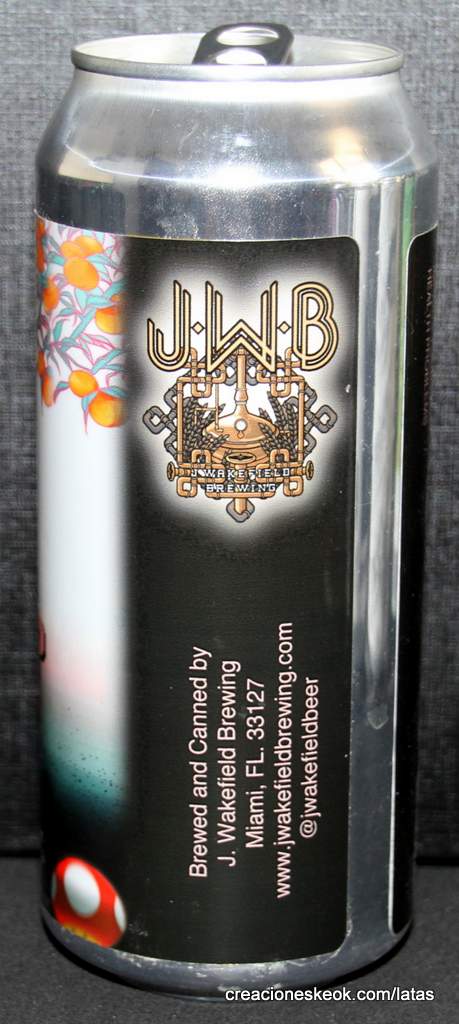 J·W·B
J WAKEFIELD
BREWING
Brewed and Canned by
J. Wakefield Brewing
Miami, FL. 33127
www.jwakefieldbrewing.com
@jwakefieldbeer
creacioneskeok.com/latas